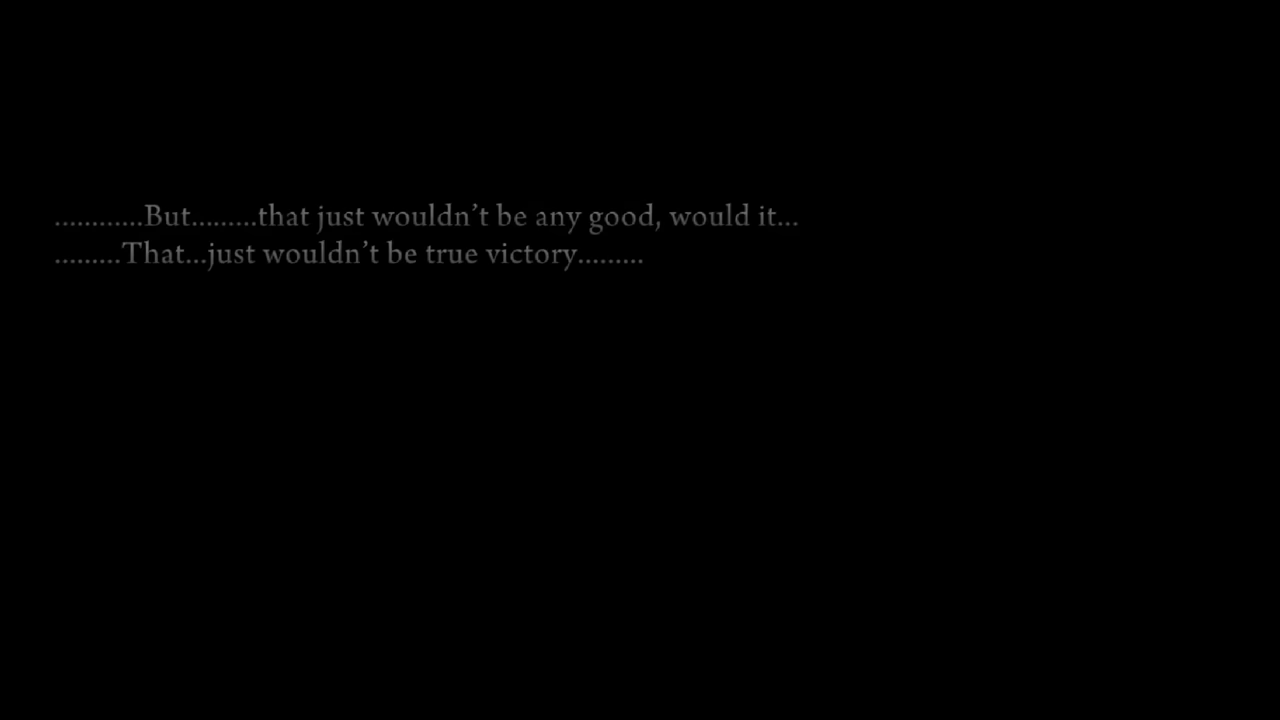 ............But.........that just wouldn’t be any good, would it...
.........That...just wouldn’t be true victory.........